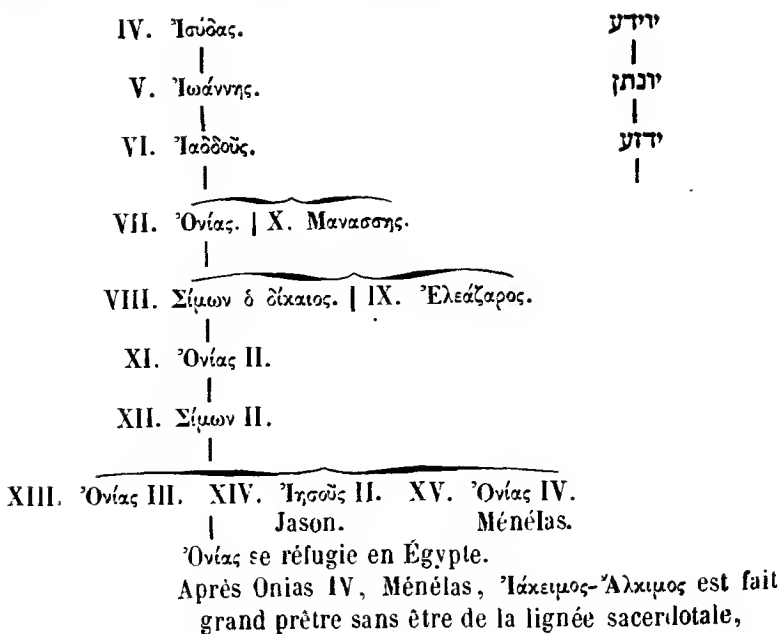 IV. Ἰούδας. יוידע
V. Ἰωάννης. יונתן
VI. Ἰαδδοῦς. ידוע
VII. Ὀνίας. | X. Μανασσης.
VIII. Σίμων ὁ δίκαιος. | IX. Ἐλεάζαρος.
XI. Ὀνίας II.
XII. Σίμων II.
XIII. Ὀνίας III. XIV. Ἰησοῦς II. XV. Ὀνίας IV.
Jason. Ménélas.
Ὀνίας se réfugie en Égypte.
Après Onias IV, Ménélas, Ἰάκειμος-Ἄλκιμος est fait
grand prêtre sans être de la lignée sacerdotale,